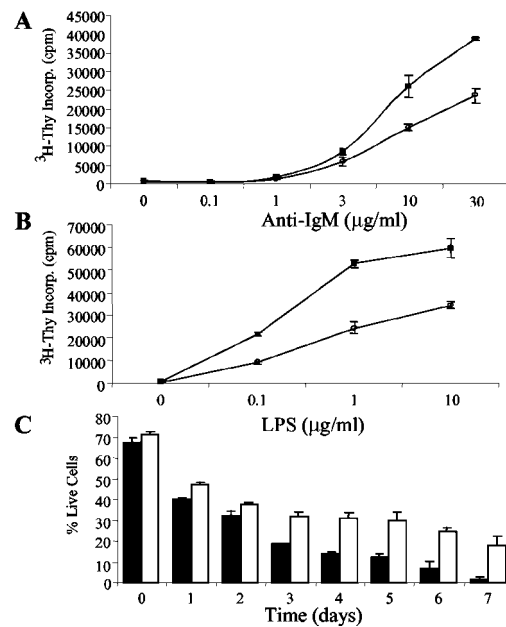 A
³H-Thy Incorp. (cpm)
45000
40000
35000
30000
25000
20000
15000
10000
5000
0
0 0.1 1 3 10 30
Anti-IgM (µg/ml)
B
³H-Thy Incorp. (cpm)
70000
60000
50000
40000
30000
20000
10000
0
0 0.1 1 10
LPS (µg/ml)
C
% Live Cells
80
70
60
50
40
30
20
10
0
0 1 2 3 4 5 6 7
Time (days)